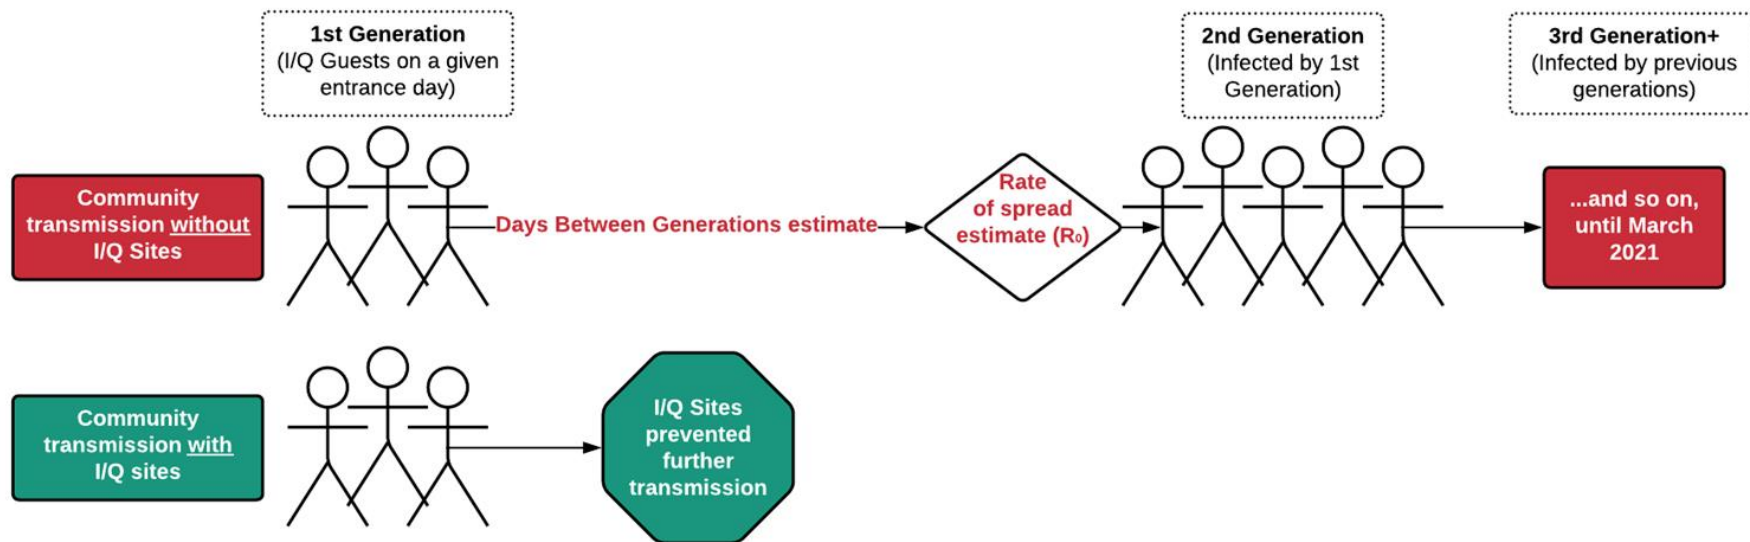 1st Generation
(I/Q Guests on a given
entrance day)
2nd Generation
(Infected by 1st
Generation)
3rd Generation+
(Infected by previous
generations)
Community
transmission without
I/Q Sites
Days Between Generations estimate
Rate
of spread
estimate (R₀)
...and so on,
until March
2021
Community
transmission with
I/Q sites
I/Q Sites
prevented
further
transmission